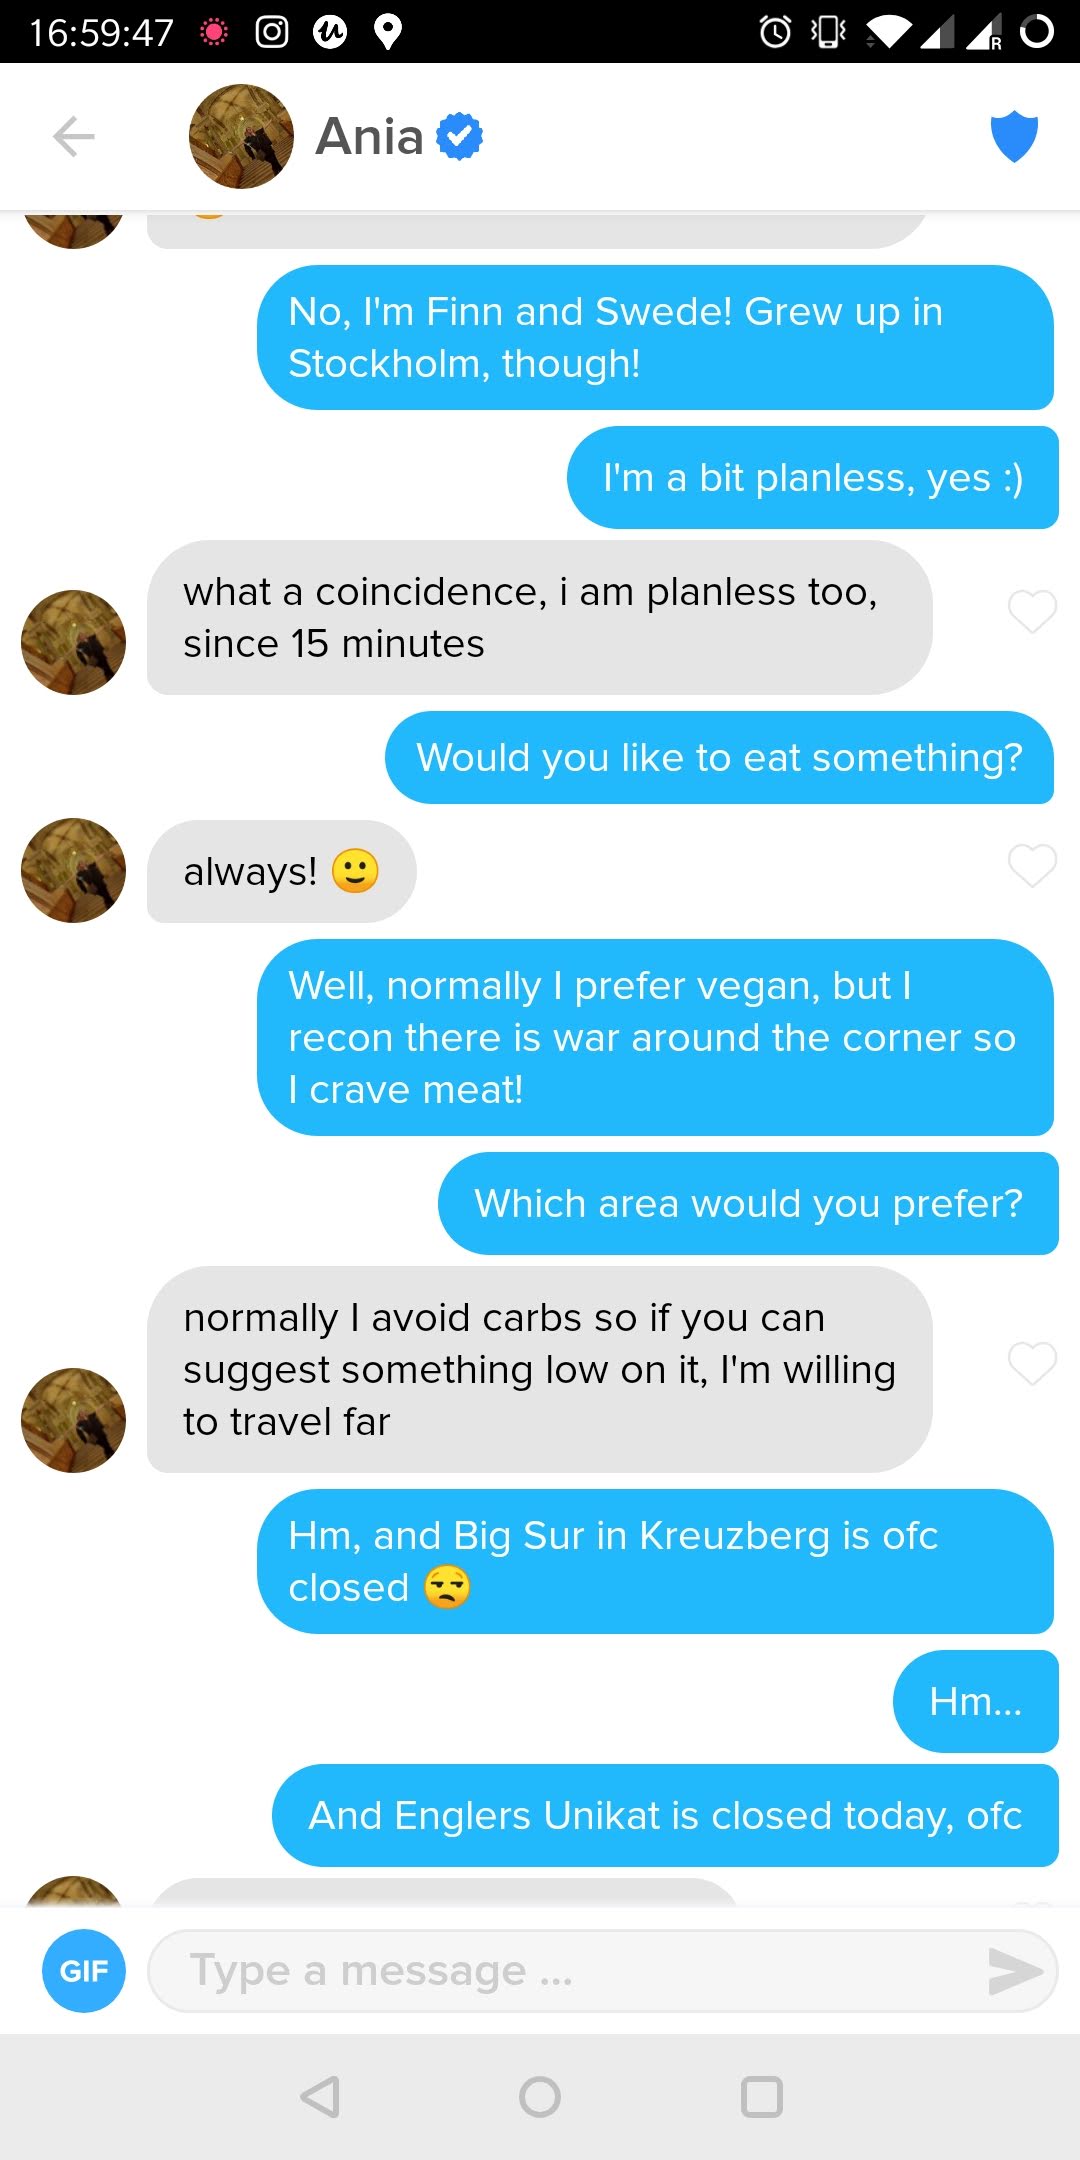 16:59:47
R
Ania
No, I'm Finn and Swede! Grew up in
Stockholm, though!
I'm a bit planless, yes :)
what a coincidence, i am planless too,
since 15 minutes
Would you like to eat something?
always! 🙂
Well, normally I prefer vegan, but I
recon there is war around the corner so
I crave meat!
Which area would you prefer?
normally I avoid carbs so if you can
suggest something low on it, I'm willing
to travel far
Hm, and Big Sur in Kreuzberg is ofc
closed 😒
Hm...
And Englers Unikat is closed today, ofc
GIF
Type a message ...